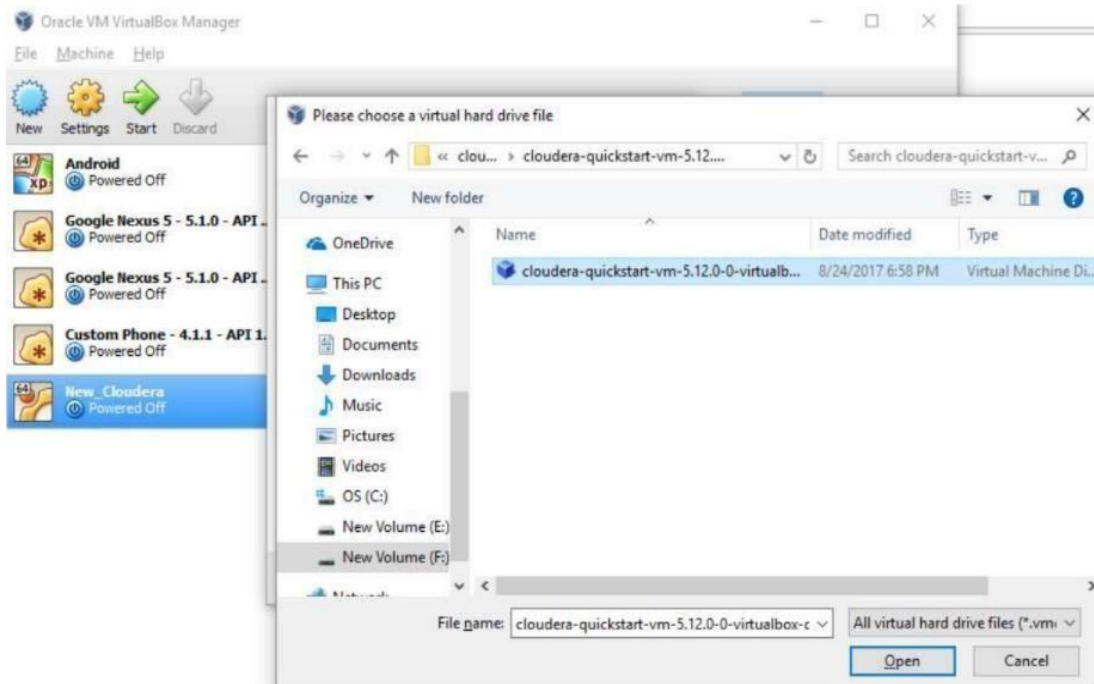 Oracle VM VirtualBox Manager
File Machine Help
New Settings Start Discard
64 xp Android
Powered Off
Google Nexus 5 - 5.1.0 - API ..
Powered Off
Google Nexus 5 - 5.1.0 - API ..
Powered Off
Custom Phone - 4.1.1 - API 1.
Powered Off
64 New_Cloudera
Powered Off
Please choose a virtual hard drive file
« clou... › cloudera-quickstart-vm-5.12....
Search cloudera-quickstart-v...
Organize New folder
OneDrive
This PC
Desktop
Documents
Downloads
Music
Pictures
Videos
OS (C:)
New Volume (E:)
New Volume (F:)
Name Date modified Type
cloudera-quickstart-vm-5.12.0-0-virtualb... 8/24/2017 6:58 PM Virtual Machine Di...
File name: cloudera-quickstart-vm-5.12.0-0-virtualbox-c All virtual hard drive files (*.vm
Open Cancel